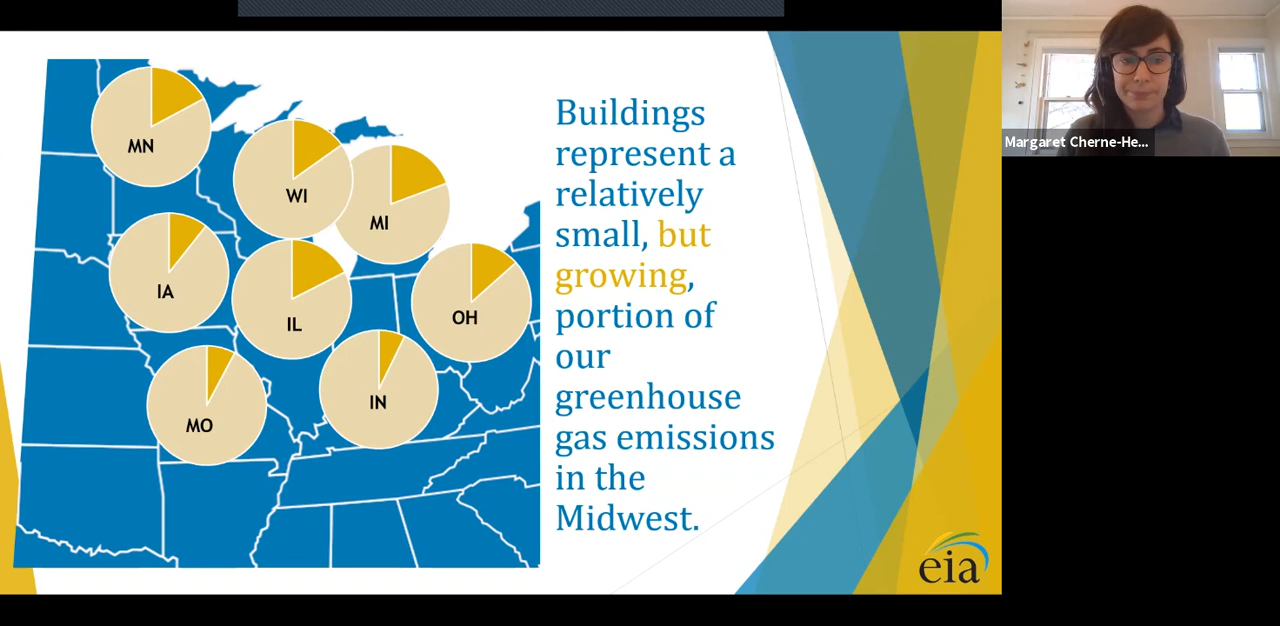 MN
WI
MI
IA
IL
OH
MO
IN
Buildings
represent a
relatively
small, but
growing,
portion of
our
greenhouse
gas emissions
in the
Midwest.
eia
Margaret Cherne-He...